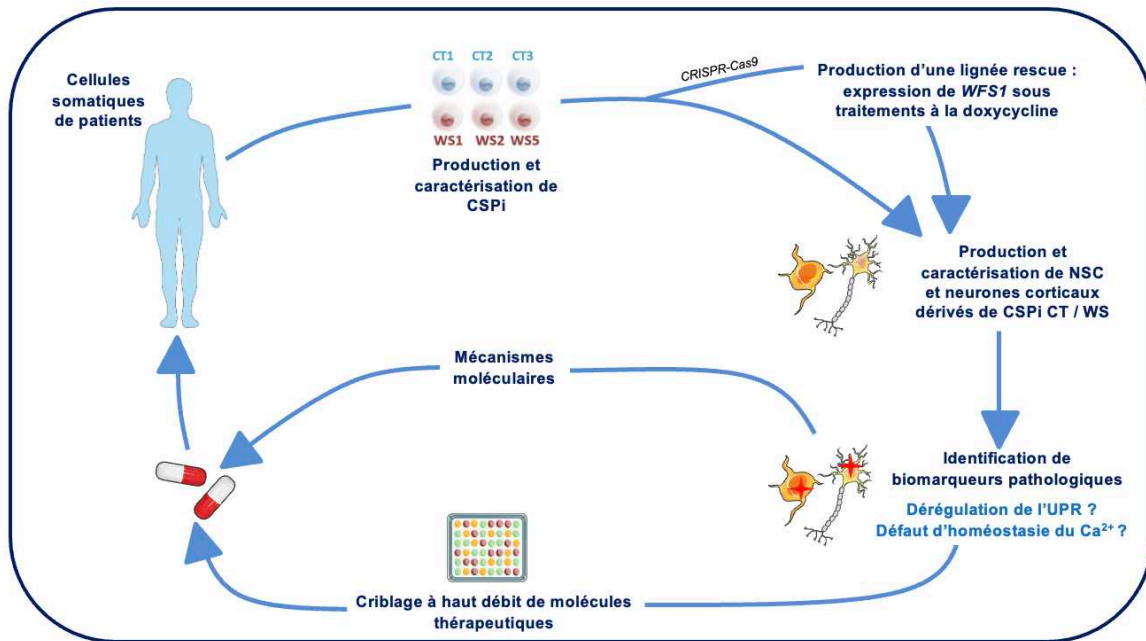 Cellules
somatiques
de patients
CT1 CT2 CT3
WS1 WS2 WS5
Production et
caractérisation de
CSPi
CRISPR-Cas9
Production d'une lignée rescue :
expression de WFS1 sous
traitements à la doxycycline
Production et
caractérisation de NSC
et neurones corticaux
dérivés de CSPi CT / WS
Mécanismes
moléculaires
Identification de
biomarqueurs pathologiques
Dérégulation de l'UPR ?
Défaut d'homéostasie du Ca²⁺ ?
Criblage à haut débit de molécules
thérapeutiques